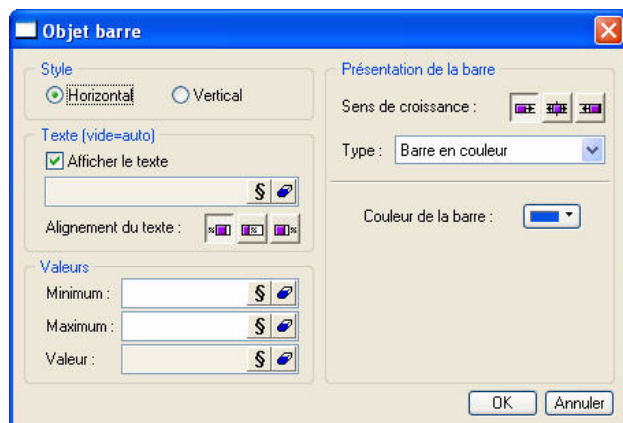 Objet barre
Style
Horizontal
Vertical
Texte (vide=auto)
Afficher le texte
§
Alignement du texte :
Valeurs
Minimum :
§
Maximum :
§
Valeur :
§
Présentation de la barre
Sens de croissance :
Type : Barre en couleur
Couleur de la barre :
OK
Annuler